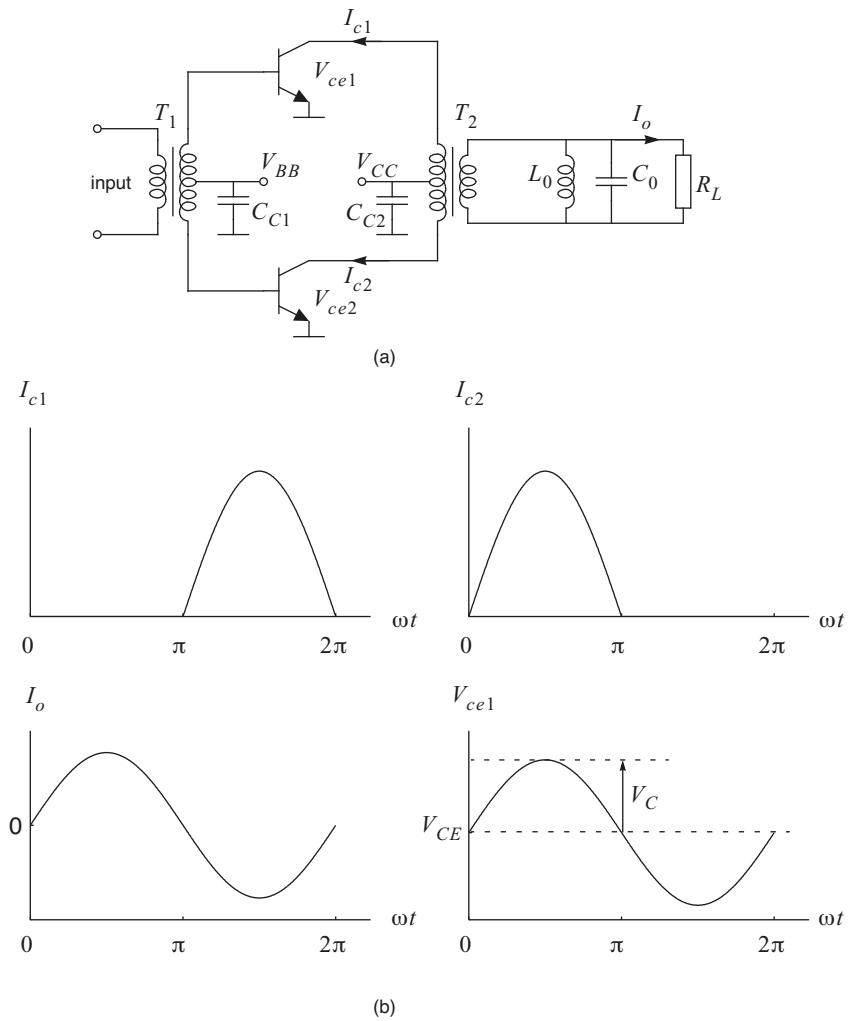 I_c1
V_ce1
T_1
T_2
I_o
input
V_BB
V_CC
L_0
C_0
R_L
C_C1
C_C2
I_c2
V_ce2
(a)
I_c1
I_c2
0
π
2π
ωt
0
π
2π
ωt
I_o
V_ce1
0
V_CE
V_C
0
π
2π
ωt
0
π
2π
ωt
(b)